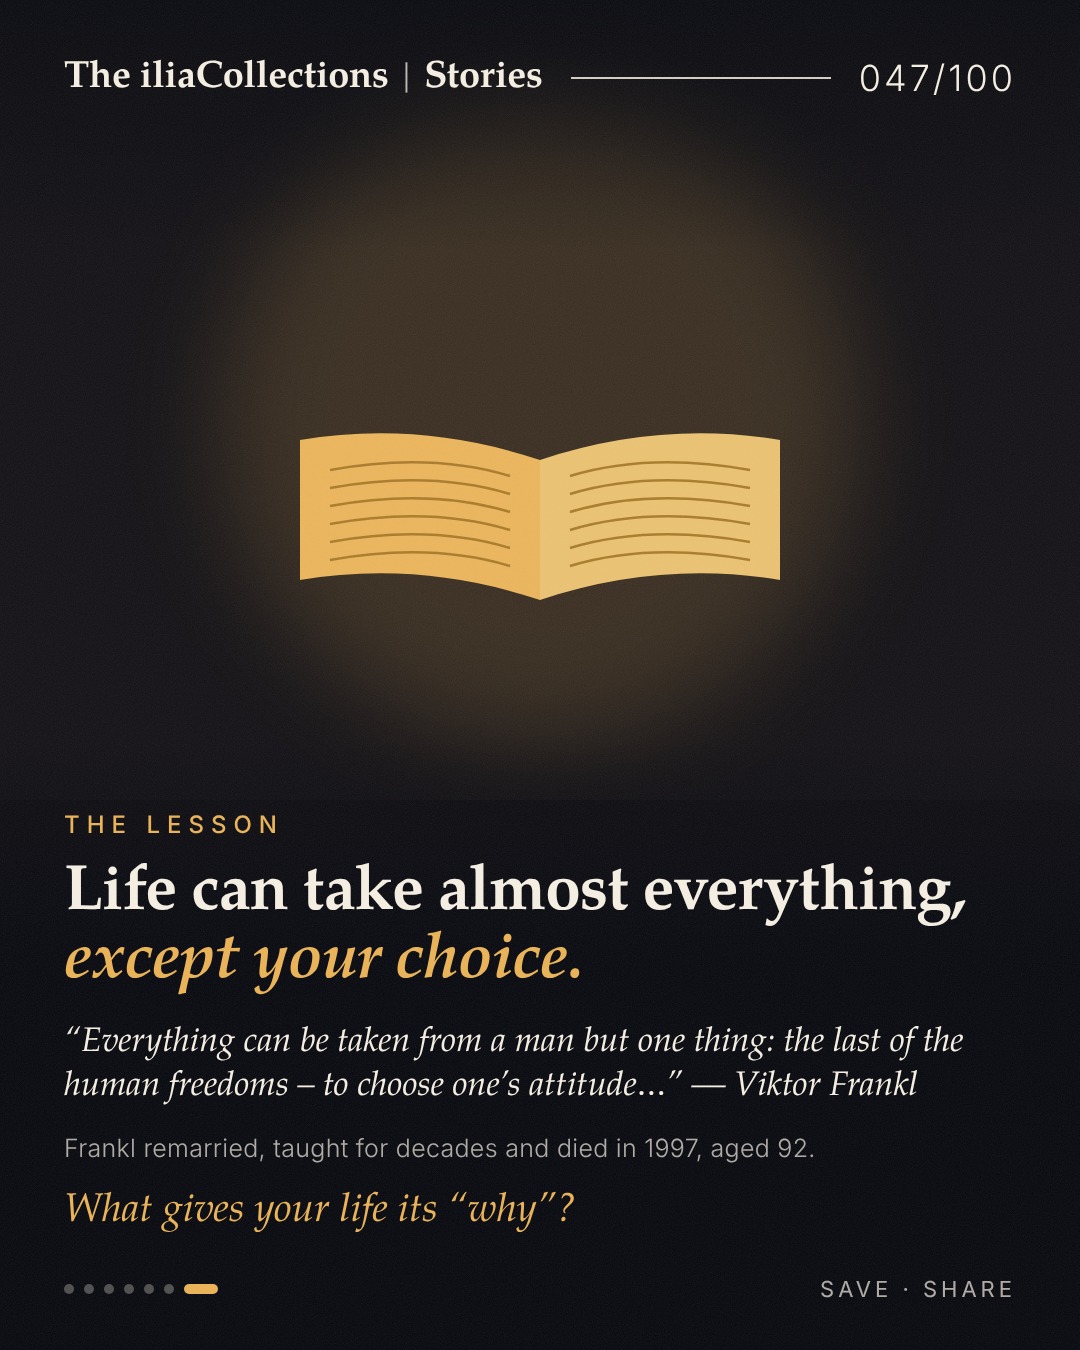 The iliaCollections | Stories 047/100
THE LESSON
Life can take almost everything,
except your choice.
“Everything can be taken from a man but one thing: the last of the
human freedoms – to choose one’s attitude…” — Viktor Frankl
Frankl remarried, taught for decades and died in 1997, aged 92.
What gives your life its “why”?
SAVE · SHARE